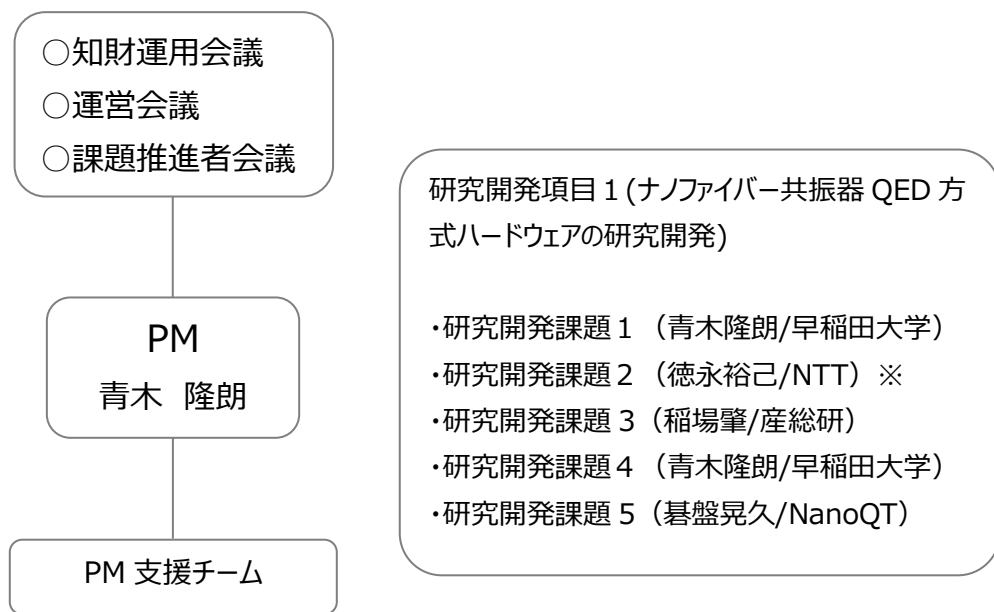 ○知財運用会議
○運営会議
○課題推進者会議
PM
青木 隆朗
PM 支援チーム
研究開発項目１(ナノファイバー共振器 QED 方
式ハードウェアの研究開発)
・研究開発課題１（青木隆朗/早稲田大学）
・研究開発課題２（徳永裕己/NTT）※
・研究開発課題３（稲場肇/産総研）
・研究開発課題４（青木隆朗/早稲田大学）
・研究開発課題５（碁盤晃久/NanoQT）